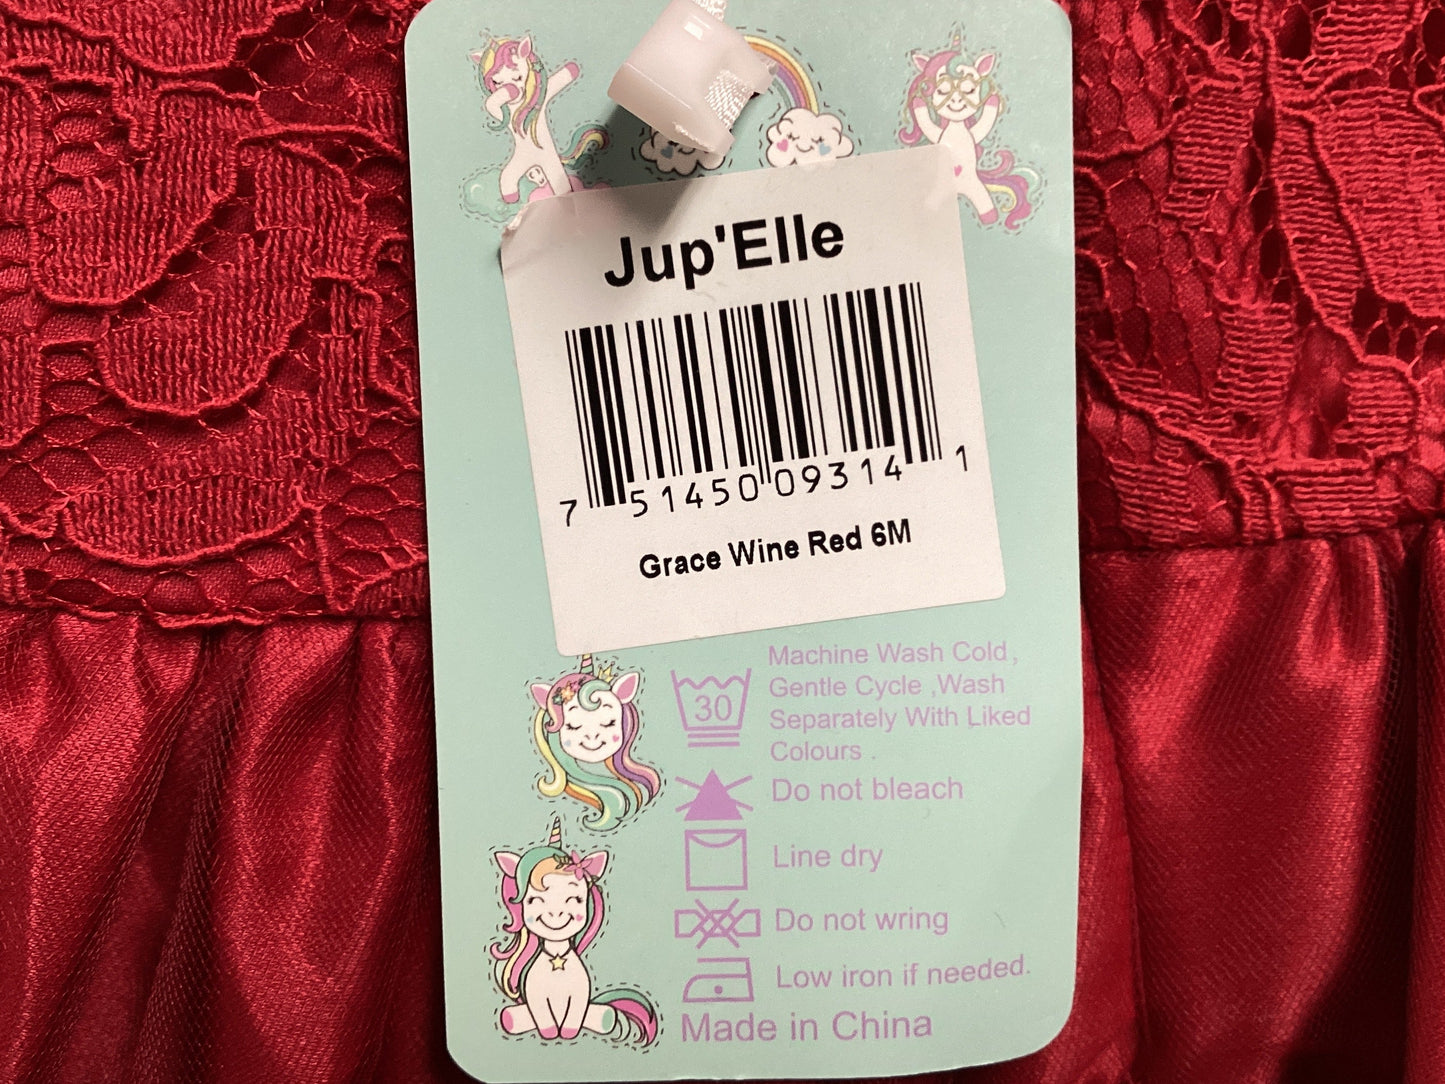 Jup'Elle
7 51450 09314 1
Grace Wine Red 6M
Machine Wash Cold,
Gentle Cycle ,Wash
Separately With Liked
Colours .
30
Do not bleach
Line dry
Do not wring
Low iron if needed.
Made in China